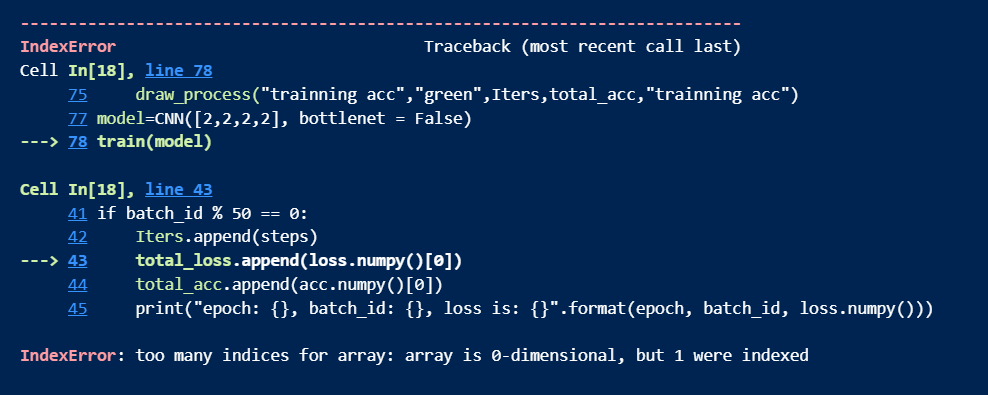 ---------------------------------------------------------------------------
IndexError                                Traceback (most recent call last)
Cell In[18], line 78
     75     draw_process("trainning acc","green",Iters,total_acc,"trainning acc")
     77 model=CNN([2,2,2,2], bottlenet = False)
---> 78 train(model)

Cell In[18], line 43
     41 if batch_id % 50 == 0:
     42     Iters.append(steps)
---> 43     total_loss.append(loss.numpy()[0])
     44     total_acc.append(acc.numpy()[0])
     45     print("epoch: {}, batch_id: {}, loss is: {}".format(epoch, batch_id, loss.numpy()))

IndexError: too many indices for array: array is 0-dimensional, but 1 were indexed